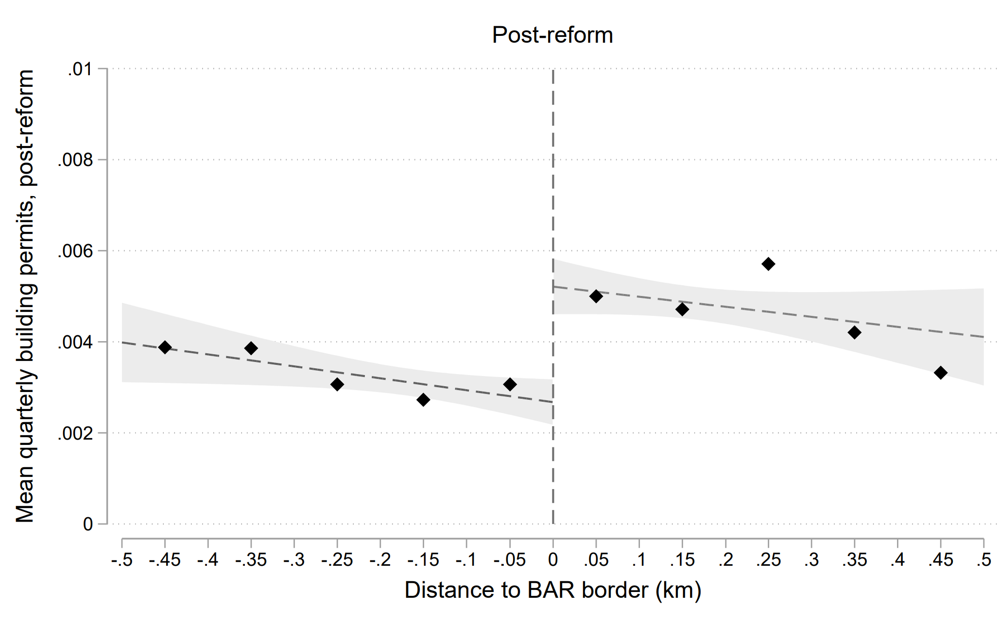 Post-reform
Mean quarterly building permits, post-reform
.01
.008
.006
.004
.002
0
-.5 -.45 -.4 -.35 -.3 -.25 -.2 -.15 -.1 -.05 0 .05 .1 .15 .2 .25 .3 .35 .4 .45 .5
Distance to BAR border (km)